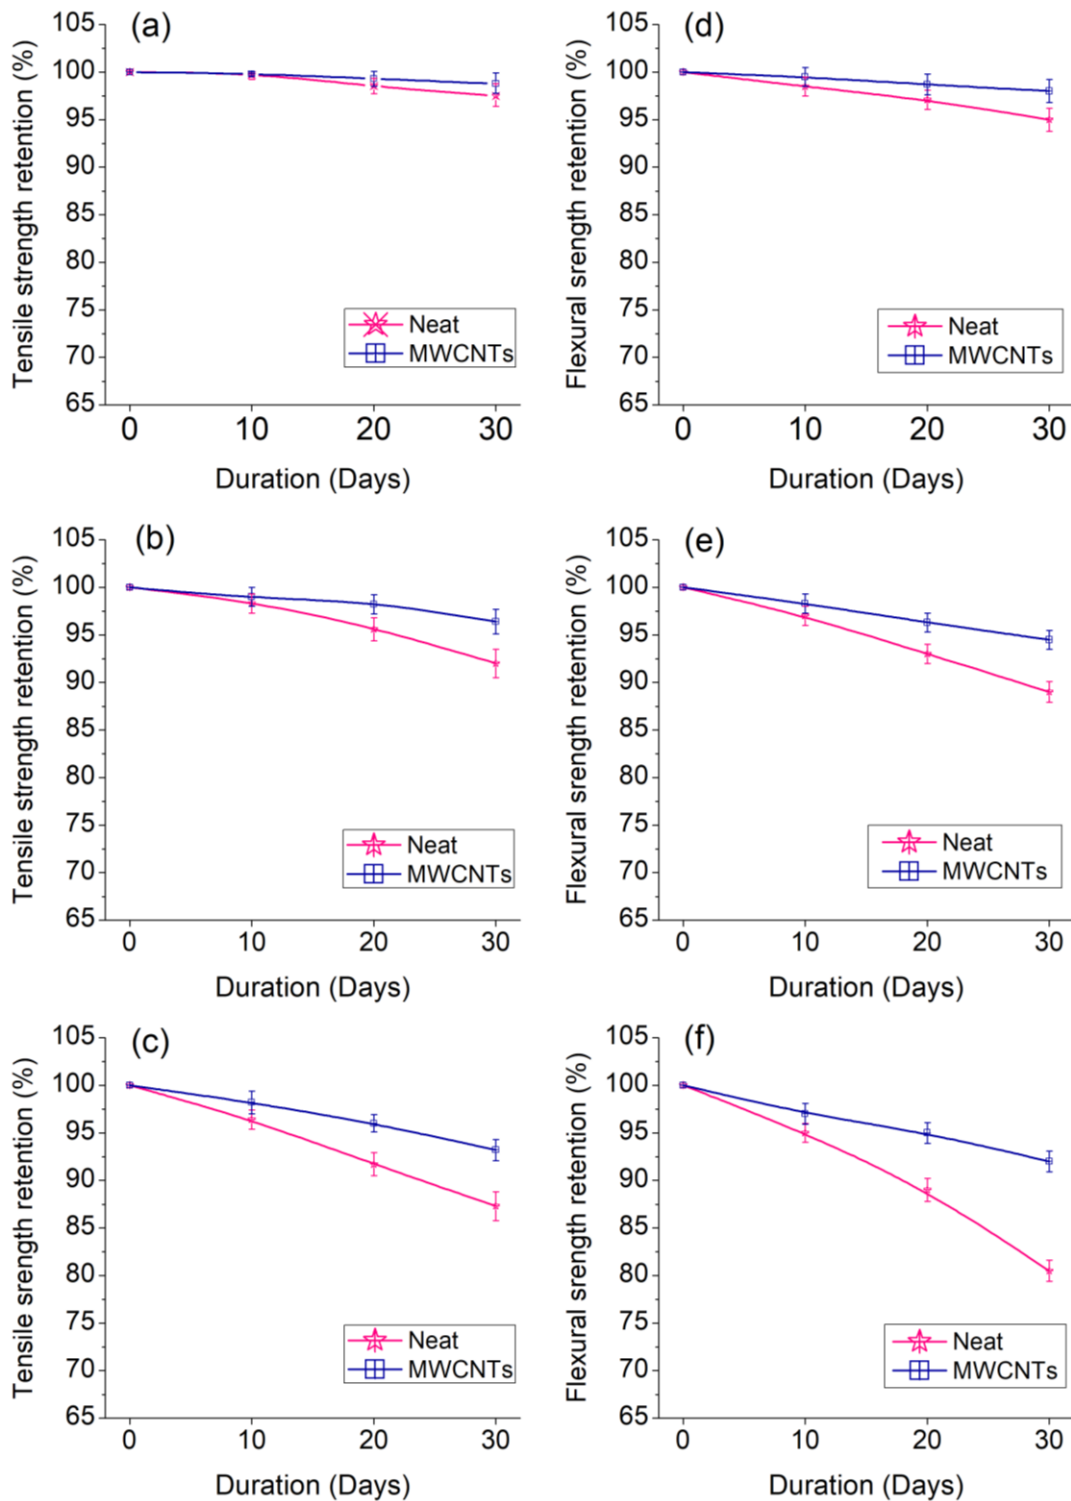 (a)
Tensile strength retention (%)
105
100
95
90
85
80
75
70
65
Neat
MWCNTs
0 10 20 30
Duration (Days)
(d)
Flexural srength retention (%)
105
100
95
90
85
80
75
70
65
Neat
MWCNTs
0 10 20 30
Duration (Days)
(b)
Tensile strength retention (%)
105
100
95
90
85
80
75
70
65
Neat
MWCNTs
0 10 20 30
Duration (Days)
(e)
Flexural srength retention (%)
105
100
95
90
85
80
75
70
65
Neat
MWCNTs
0 10 20 30
Duration (Days)
(c)
Tensile srength retention (%)
105
100
95
90
85
80
75
70
65
Neat
MWCNTs
0 10 20 30
Duration (Days)
(f)
Flexural srength retention (%)
105
100
95
90
85
80
75
70
65
Neat
MWCNTs
0 10 20 30
Duration (Days)